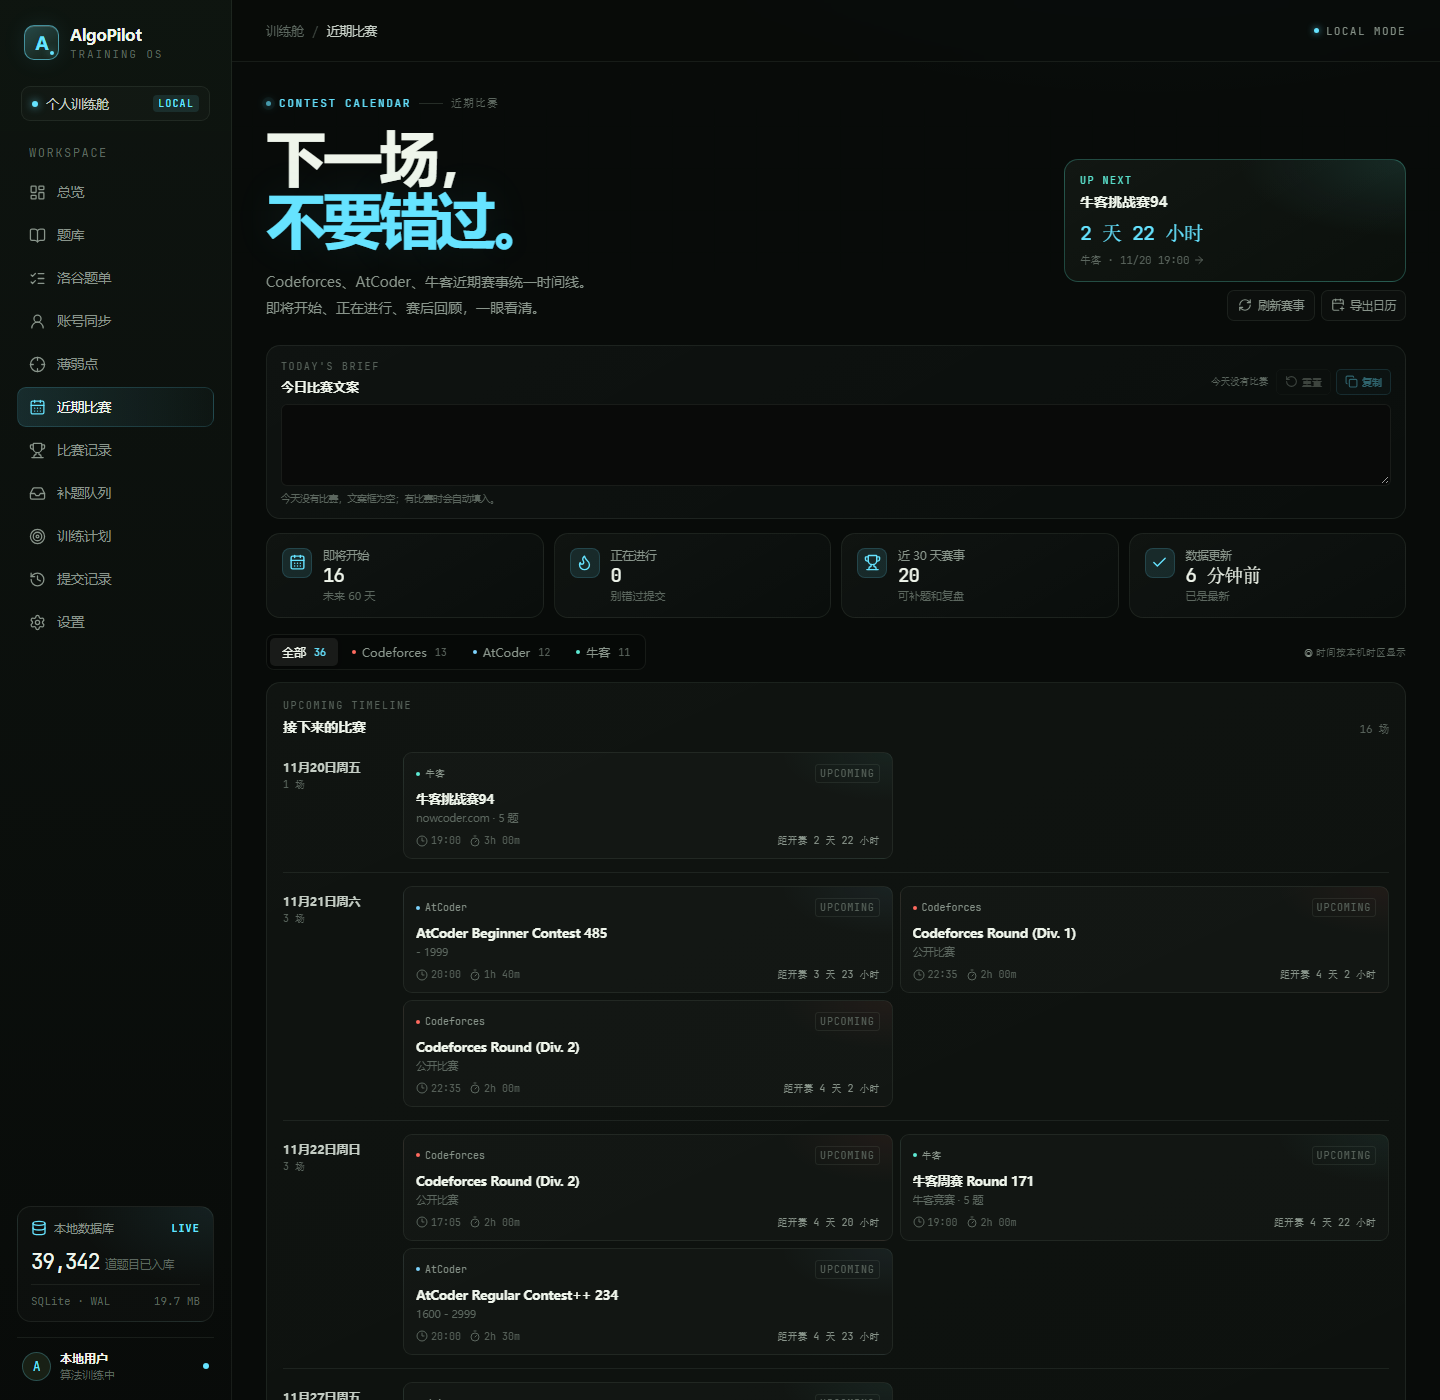 AlgoPilot
TRAINING OS
个人训练舱 LOCAL
WORKSPACE
总览
题库
洛谷题单
账号同步
薄弱点
近期比赛
比赛记录
补题队列
训练计划
提交记录
设置
本地数据库 LIVE
39,342 道题目已入库
SQLite · WAL 19.7 MB
A 本地用户
算法训练中
训练舱 / 近期比赛
LOCAL MODE
CONTEST CALENDAR 近期比赛
下一场,
不要错过。
Codeforces、AtCoder、牛客近期赛事统一时间线。
即将开始、正在进行、赛后回顾，一眼看清。
UP NEXT
牛客挑战赛94
2 天 22 小时
牛客 · 11/20 19:00 →
刷新赛事 导出日历
TODAY'S BRIEF
今日比赛文案
今天没有比赛 重置 复制
今天没有比赛，文案框为空；有比赛时会自动填入。
即将开始
16
未来 60 天
正在进行
0
别错过提交
近 30 天赛事
20
可补题和复盘
数据更新
6 分钟前
已是最新
全部 36 Codeforces 13 AtCoder 12 牛客 11
时间按本机时区显示
UPCOMING TIMELINE
接下来的比赛
16 场
11月20日周五
1 场
牛客 UPCOMING
牛客挑战赛94
nowcoder.com · 5 题
19:00 3h 00m 距开赛 2 天 22 小时
11月21日周六
3 场
AtCoder UPCOMING
AtCoder Beginner Contest 485
- 1999
20:00 1h 40m 距开赛 3 天 23 小时
Codeforces UPCOMING
Codeforces Round (Div. 1)
公开比赛
22:35 2h 00m 距开赛 4 天 2 小时
Codeforces UPCOMING
Codeforces Round (Div. 2)
公开比赛
22:35 2h 00m 距开赛 4 天 2 小时
11月22日周日
3 场
Codeforces UPCOMING
Codeforces Round (Div. 2)
公开比赛
17:05 2h 00m 距开赛 4 天 20 小时
牛客 UPCOMING
牛客周赛 Round 171
牛客竞赛 · 5 题
19:00 2h 00m 距开赛 4 天 22 小时
AtCoder UPCOMING
AtCoder Regular Contest++ 234
1600 - 2999
20:00 2h 30m 距开赛 4 天 23 小时
11月27日周五